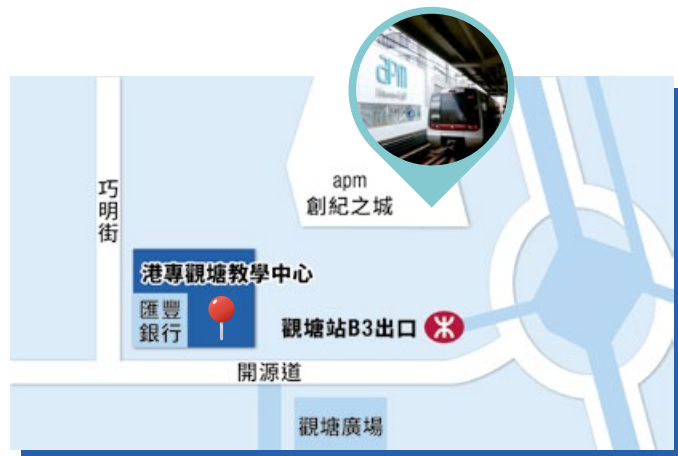 apm
apm
創紀之城
巧明街
港專觀塘教學中心
匯豐
銀行
觀塘站B3出口
開源道
觀塘廣場